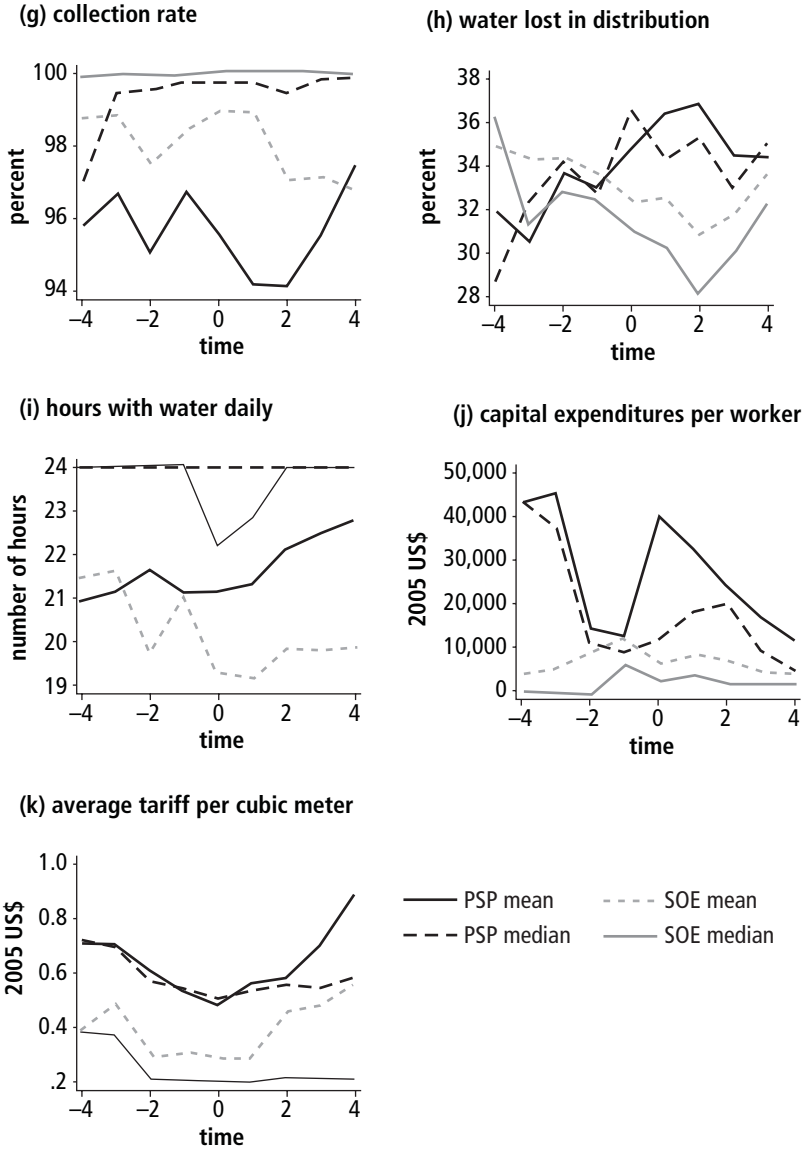 (g) collection rate
100
98
96
94
percent
−4 −2 0 2 4
time
(h) water lost in distribution
38
36
34
32
30
28
percent
−4 −2 0 2 4
time
(i) hours with water daily
24
23
22
21
20
19
number of hours
−4 −2 0 2 4
time
(j) capital expenditures per worker
50,000
40,000
30,000
20,000
10,000
0
2005 US$
−4 −2 0 2 4
time
(k) average tariff per cubic meter
1.0
0.8
0.6
0.4
.2
2005 US$
−4 −2 0 2 4
time
PSP mean SOE mean
PSP median SOE median